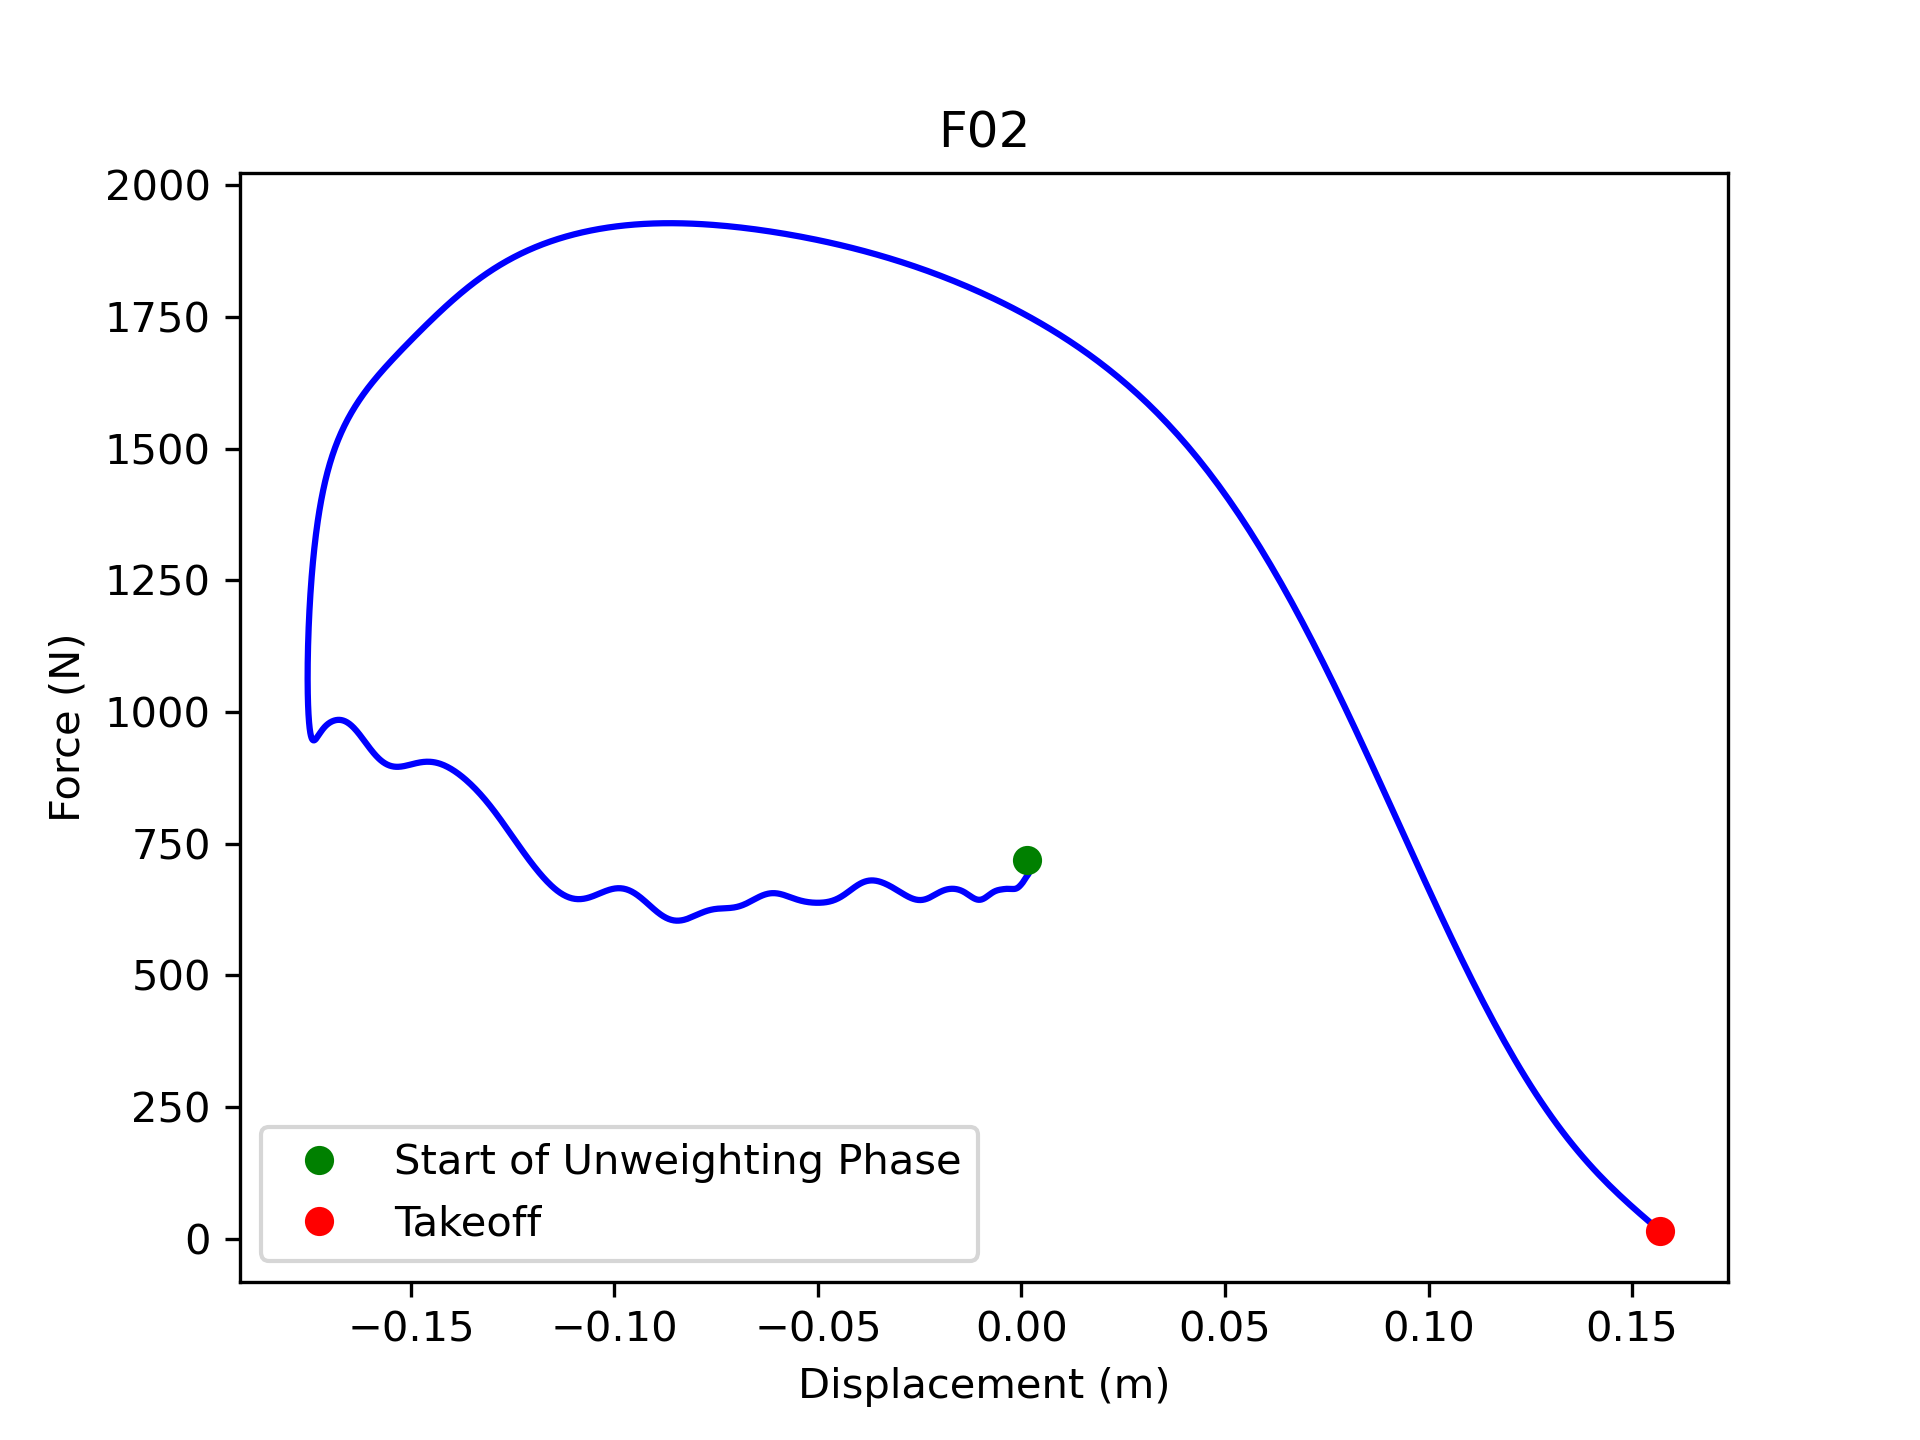 F02
2000
1750
1500
1250
1000
750
500
250
0
Force (N)
Start of Unweighting Phase
Takeoff
−0.15 −0.10 −0.05 0.00 0.05 0.10 0.15
Displacement (m)